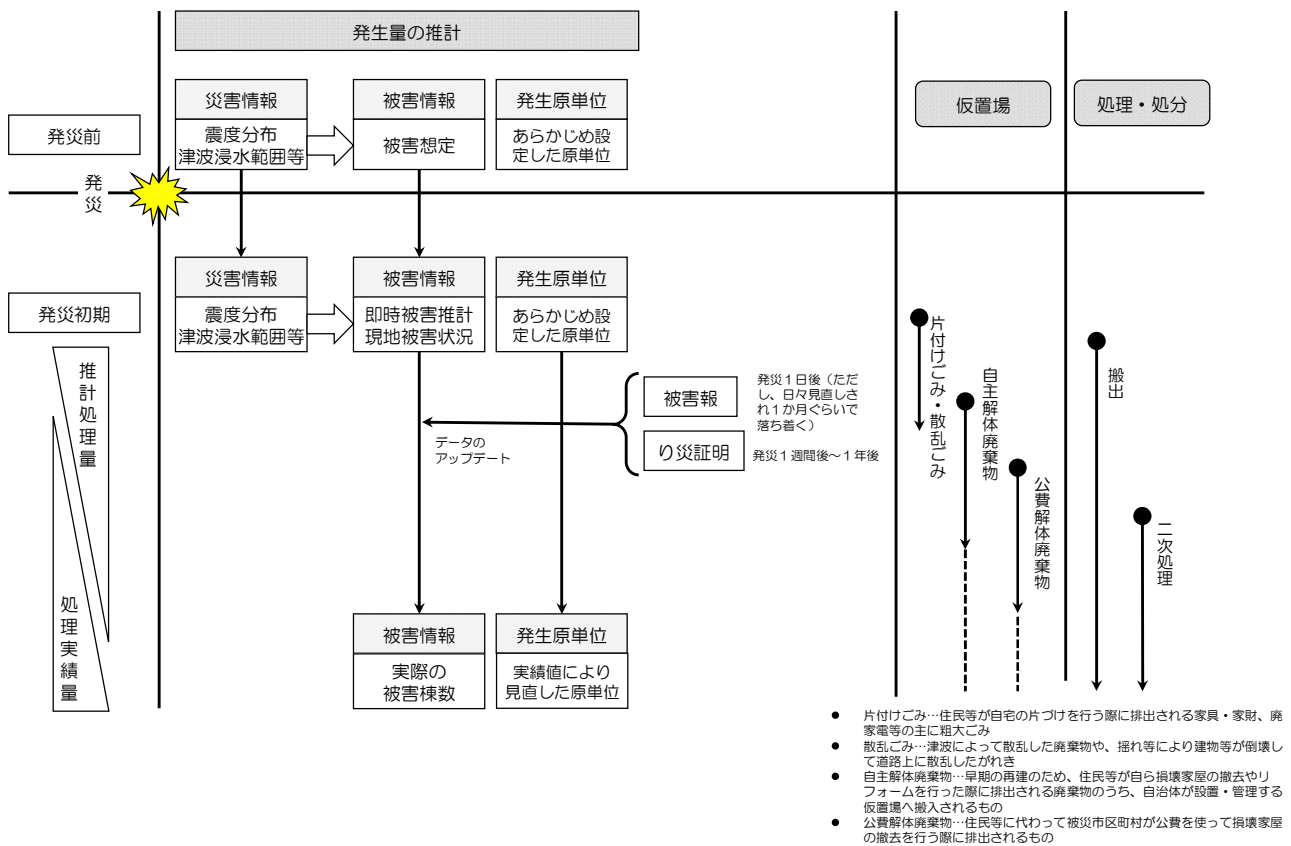 発生量の推計
災害情報
被害情報
発生原単位
仮置場
処理・処分
発災前
震度分布
津波浸水範囲等
被害想定
あらかじめ設
定した原単位
発災
災害情報
被害情報
発生原単位
発災初期
震度分布
津波浸水範囲等
即時被害推計
現地被害状況
あらかじめ設
定した原単位
推計処理量
処理実績量
データの
アップデート
被害報
発災1日後（ただ
し、日々見直しさ
れ1か月ぐらいで
落ち着く）
り災証明
発災1週間後～1年後
片付けごみ・散乱ごみ
自主解体廃棄物
公費解体廃棄物
搬出
二次処理
被害情報
発生原単位
実際の
被害棟数
実績値により
見直した原単位
● 片付けごみ…住民等が自宅の片づけを行う際に排出される家具・家財、廃
家電等の主に粗大ごみ
● 散乱ごみ…津波によって散乱した廃棄物や、揺れ等により建物等が倒壊し
て道路上に散乱したがれき
● 自主解体廃棄物…早期の再建のため、住民等が自ら損壊家屋の撤去やリ
フォームを行った際に排出される廃棄物のうち、自治体が設置・管理する
仮置場へ搬入されるもの
● 公費解体廃棄物…住民等に代わって被災市区町村が公費を使って損壊家屋
の撤去を行う際に排出されるもの